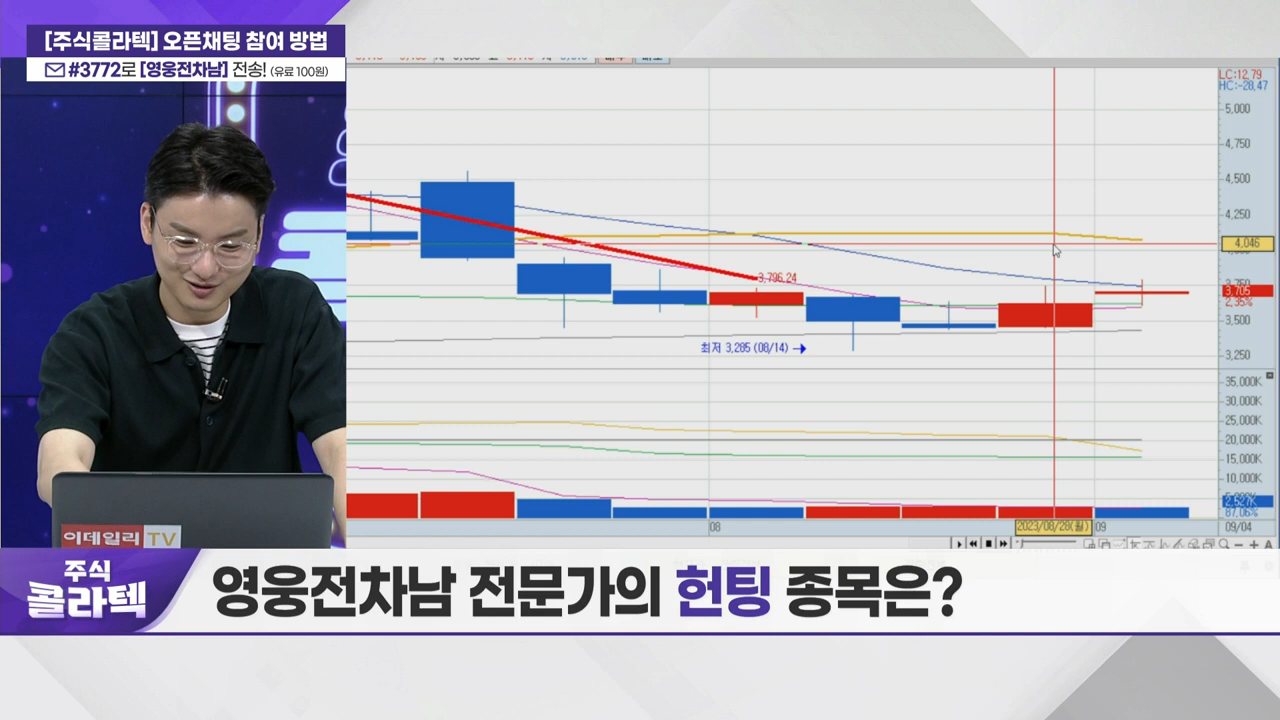 [주식콜라텍] 오픈채팅 참여 방법
#3772로 [영웅전차남] 전송! (유료 100원)
LC:12,79
HC:-28,47
5,000
4,750
4,500
4,250
4,046
3,796,24
3,705
2,35%
3,500
최저 3,285 (08/14)
3,250
35,000K
30,000K
25,000K
20,000K
15,000K
10,000K
2,527K
87,06%
08
2023/08/28(월)
09
09/04
이데일리 TV
주식
콜라텍
영웅전차남 전문가의 헌팅 종목은?